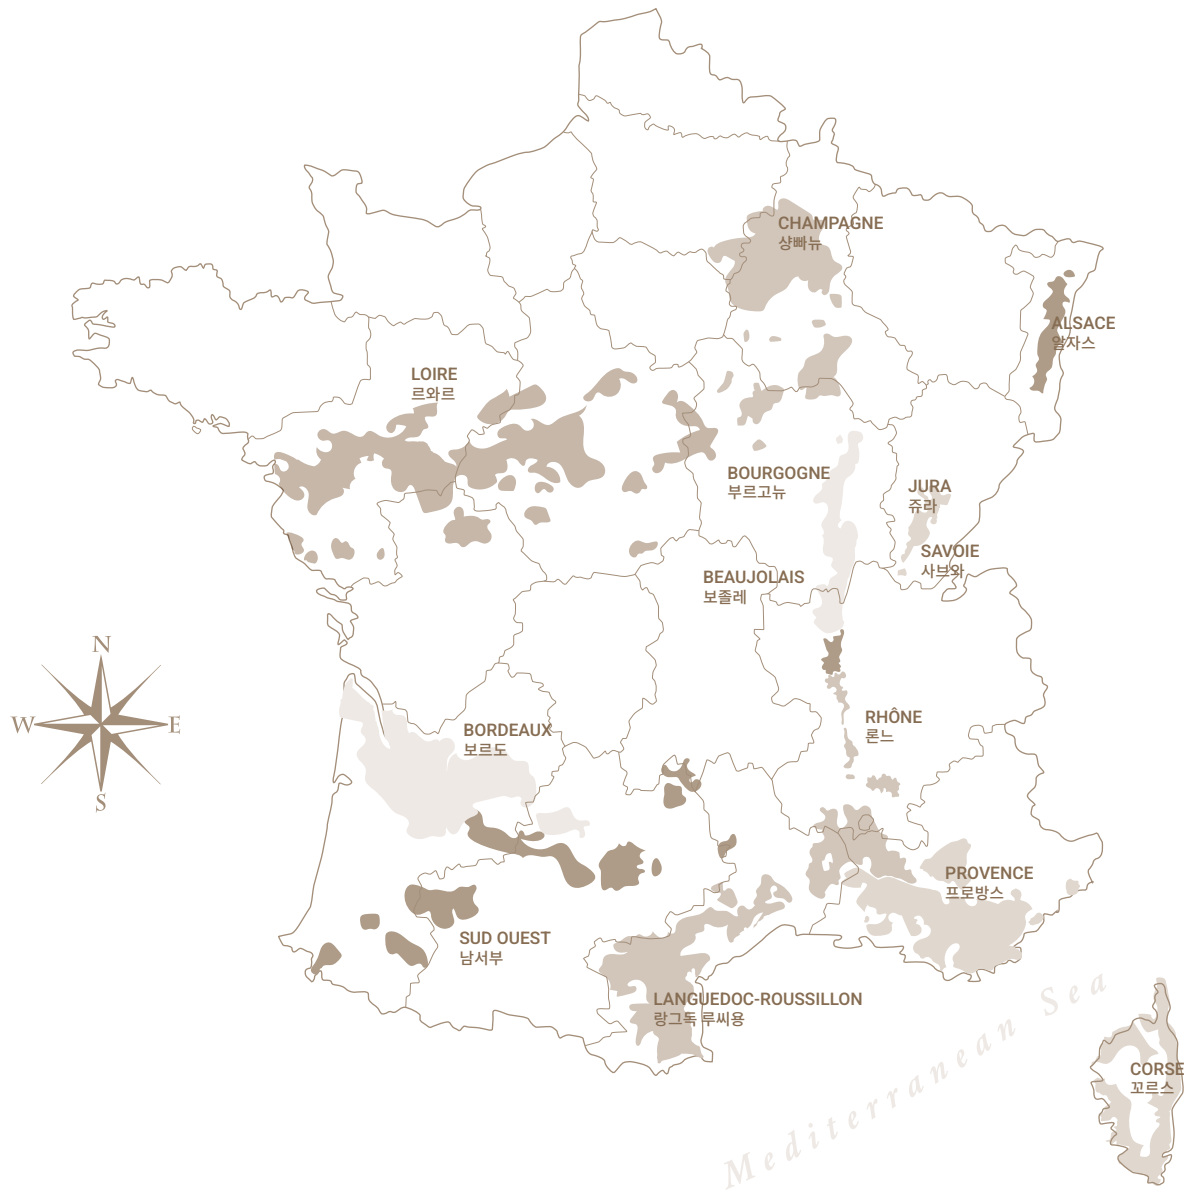 CHAMPAGNE
샹빠뉴
ALSACE
알자스
LOIRE
르와르
BOURGOGNE
부르고뉴
JURA
쥬라
SAVOIE
사브와
BEAUJOLAIS
보졸레
N
W
E
S
BORDEAUX
보르도
RHÔNE
론느
PROVENCE
프로방스
SUD OUEST
남서부
LANGUEDOC-ROUSSILLON
랑그독 루씨용
Mediterranean Sea
CORSE
꼬르스